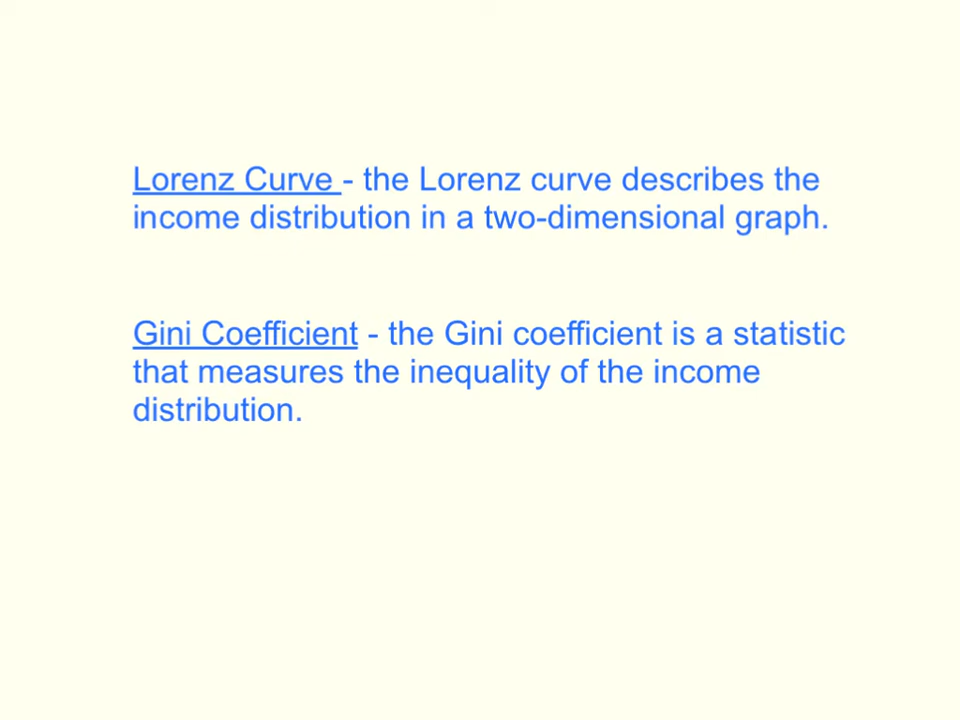 Lorenz Curve - the Lorenz curve describes the
income distribution in a two-dimensional graph.
Gini Coefficient - the Gini coefficient is a statistic
that measures the inequality of the income
distribution.